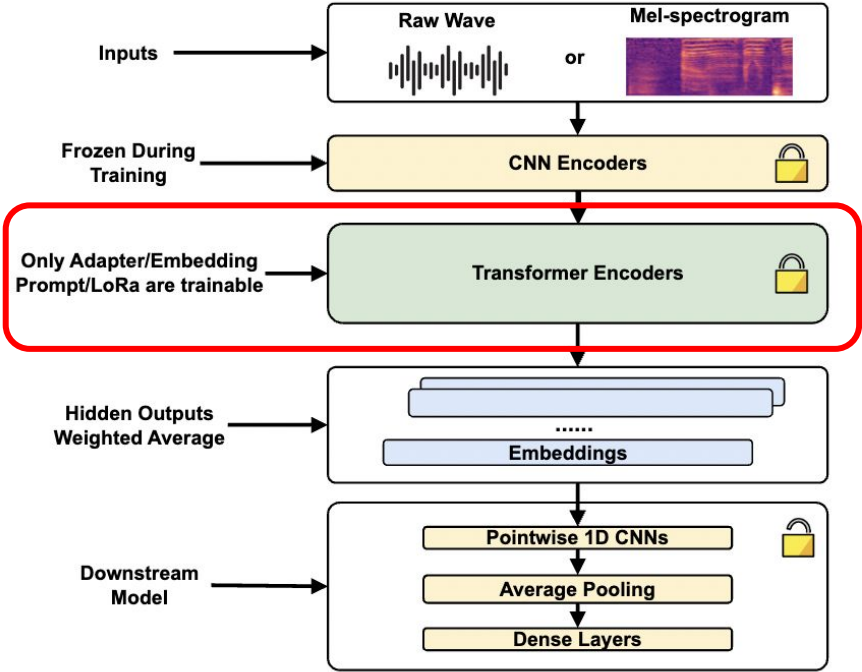 Inputs
Raw Wave
or
Mel-spectrogram
Frozen During
Training
CNN Encoders
Only Adapter/Embedding
Prompt/LoRa are trainable
Transformer Encoders
Hidden Outputs
Weighted Average
......
Embeddings
Downstream
Model
Pointwise 1D CNNs
Average Pooling
Dense Layers